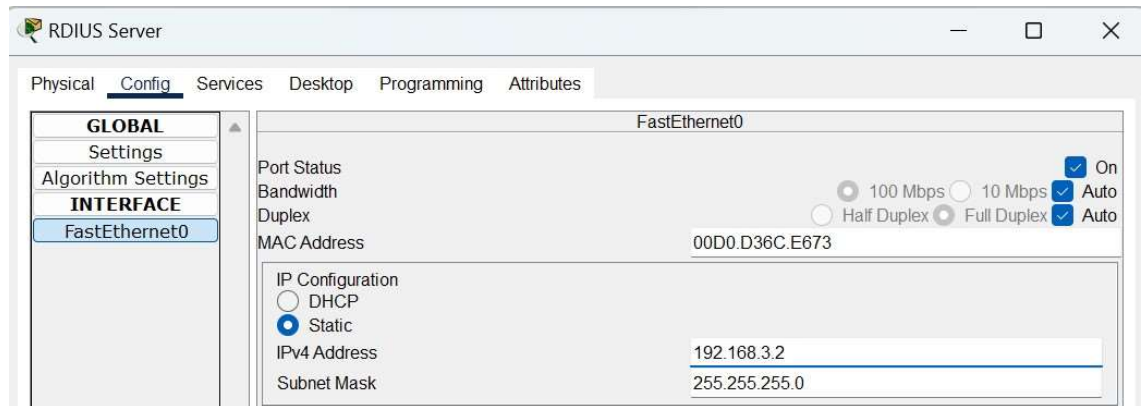 RDIUS Server
Physical Config Services Desktop Programming Attributes
GLOBAL
Settings
Algorithm Settings
INTERFACE
FastEthernet0
FastEthernet0
Port Status On
Bandwidth 100 Mbps 10 Mbps Auto
Duplex Half Duplex Full Duplex Auto
MAC Address 00D0.D36C.E673
IP Configuration
DHCP
Static
IPv4 Address 192.168.3.2
Subnet Mask 255.255.255.0